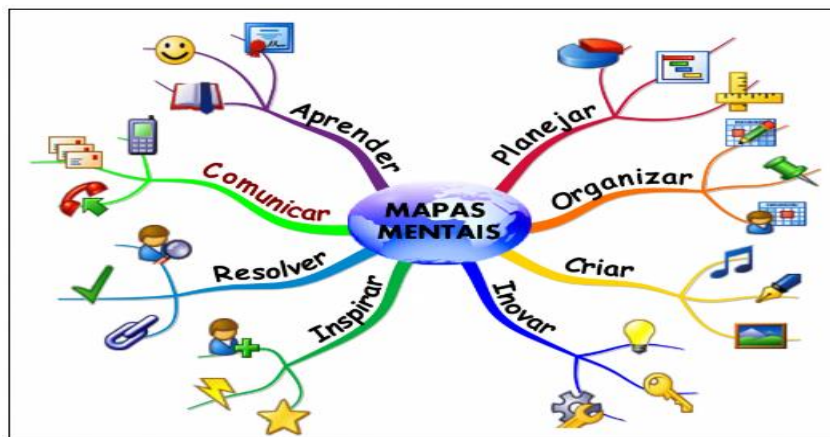 Aprender
Planejar
Comunicar
Organizar
MAPAS
MENTAIS
Resolver
Criar
Inspirar
Inovar